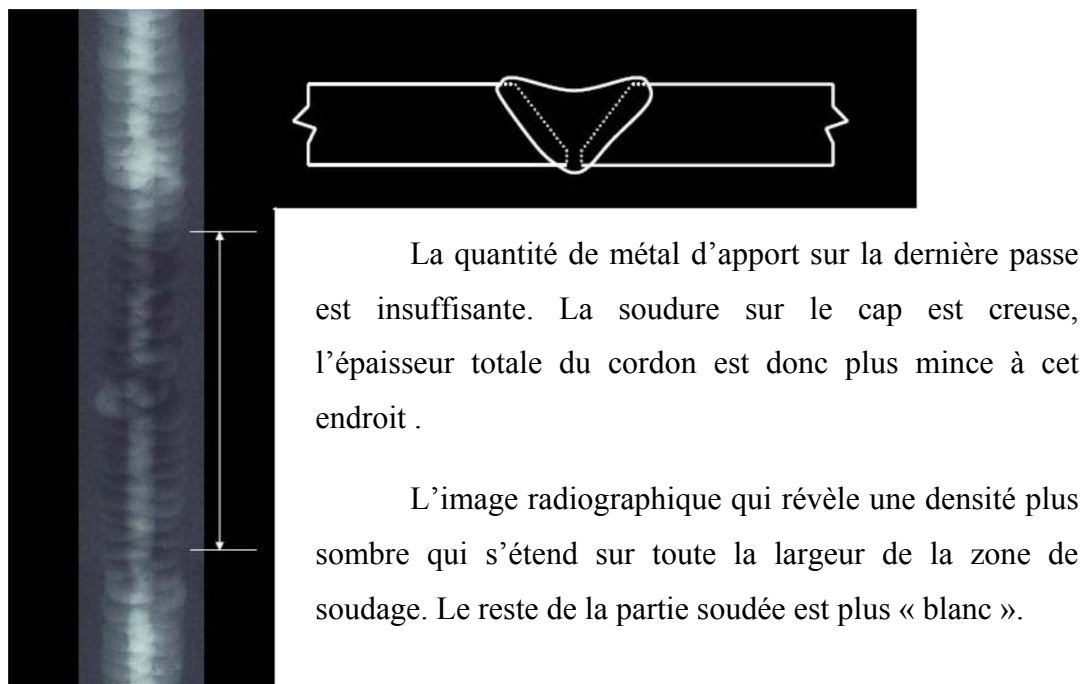 La quantité de métal d’apport sur la dernière passe
est insuffisante. La soudure sur le cap est creuse,
l’épaisseur totale du cordon est donc plus mince à cet
endroit .
L’image radiographique qui révèle une densité plus
sombre qui s’étend sur toute la largeur de la zone de
soudage. Le reste de la partie soudée est plus « blanc ».